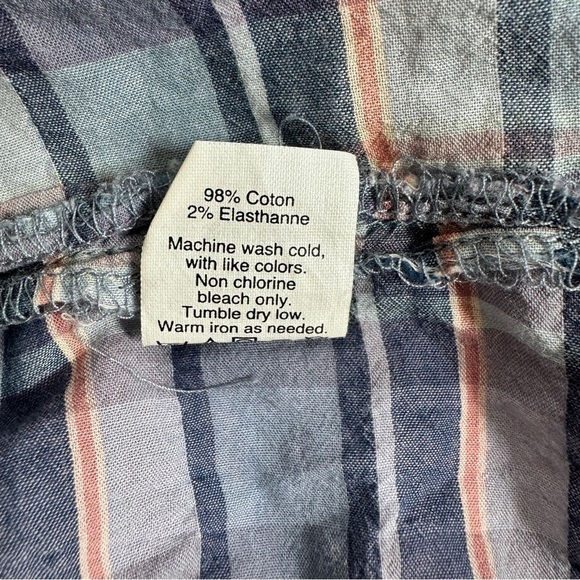 98% Coton
2% Elasthanne
Machine wash cold,
with like colors.
Non chlorine
bleach only.
Tumble dry low.
Warm iron as needed.